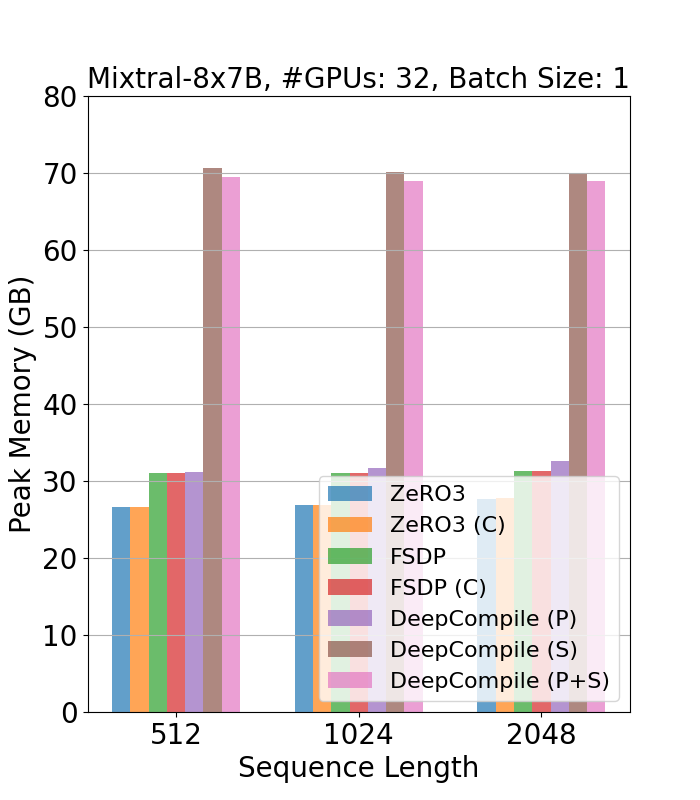 Mixtral-8x7B, #GPUs: 32, Batch Size: 1
Peak Memory (GB)
80
70
60
50
40
30
20
10
0
ZeRO3
ZeRO3 (C)
FSDP
FSDP (C)
DeepCompile (P)
DeepCompile (S)
DeepCompile (P+S)
512 1024 2048
Sequence Length